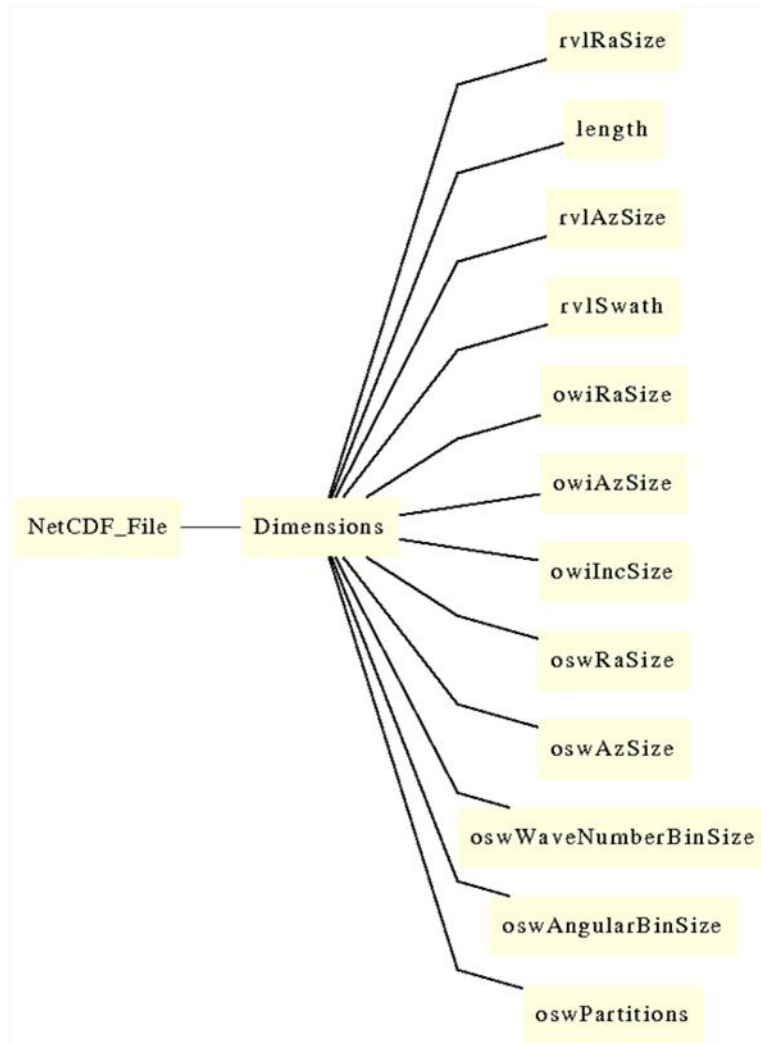 rvlRaSize
length
rvlAzSize
rvlSwath
owiRaSize
owiAzSize
NetCDF_File
Dimensions
owiIncSize
oswRaSize
oswAzSize
oswWaveNumberBinSize
oswAngularBinSize
oswPartitions